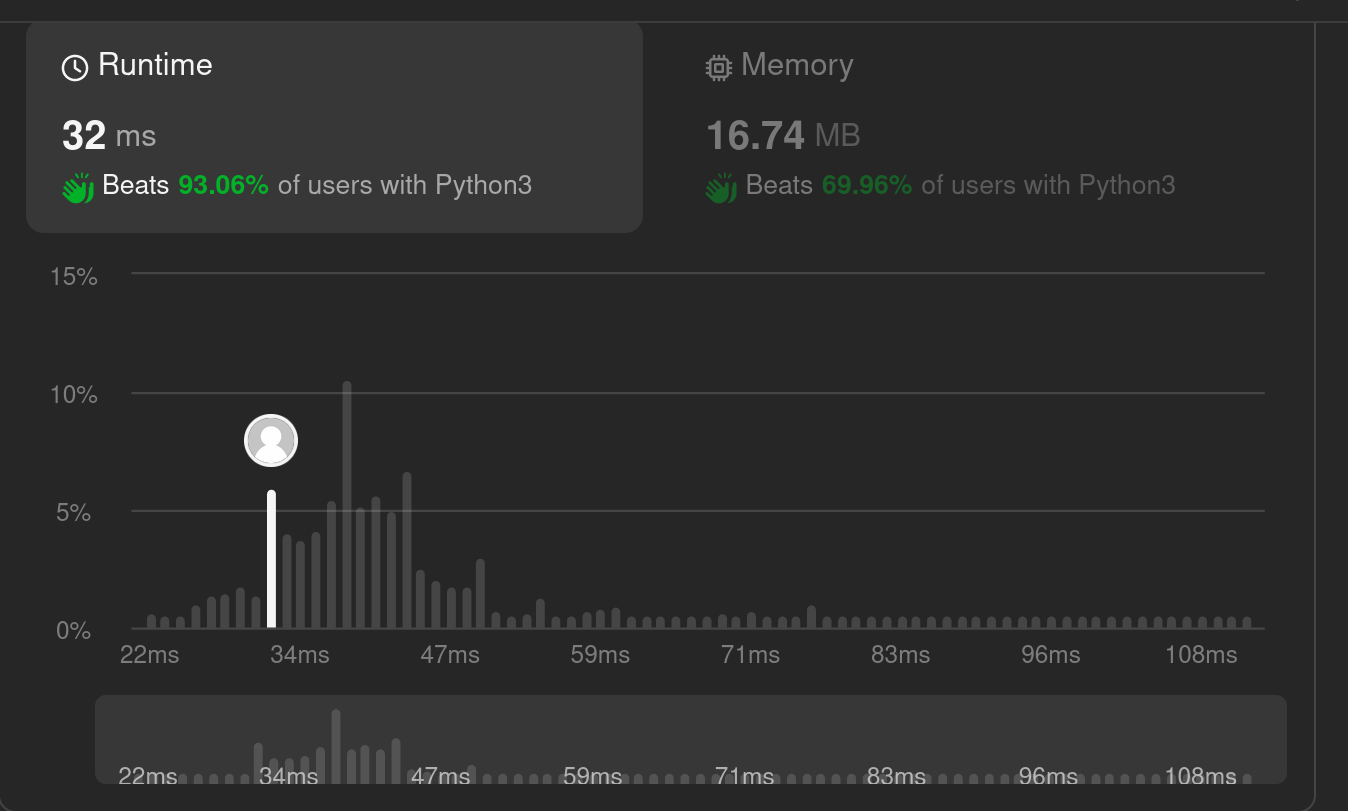 Runtime
32 ms
Beats 93.06% of users with Python3
Memory
16.74 MB
Beats 69.96% of users with Python3
15%
10%
5%
0%
22ms 34ms 47ms 59ms 71ms 83ms 96ms 108ms
22ms 34ms 47ms 59ms 71ms 83ms 96ms 108ms